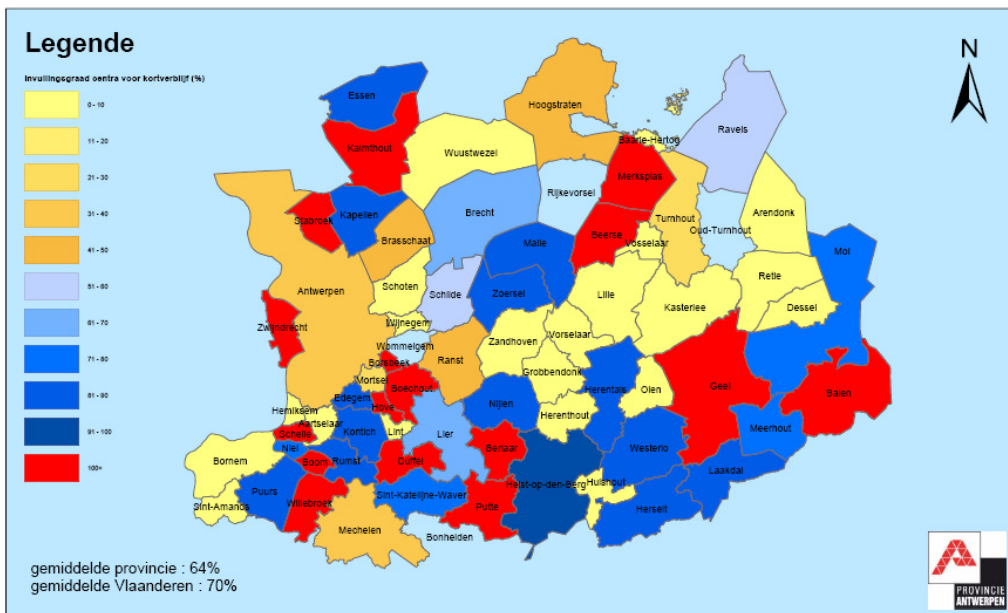 Legende
Invullingsgraad centra voor kortverblijf (%)
0 - 10
11 - 20
21 - 30
31 - 40
41 - 50
51 - 60
61 - 70
71 - 80
81 - 90
91 - 100
100+
N
Essen
Kalmthout
Hoogstraten
Ravels
Baarle-Hertog
Wuustwezel
Merksplas
Rijkevorsel
Stabroek
Kapellen
Brecht
Turnhout
Arendonk
Brasschaat
Beerse
Oud-Turnhout
Vosselaar
Malle
Mol
Antwerpen
Schoten
Schilde
Zoersel
Lille
Kasterlee
Retie
Dessel
Wijnegem
Zwijndrecht
Wommelgem
Zandhoven
Vorselaar
Borsbeek
Ranst
Grobbendonk
Mortsel
Boechout
Geel
Balen
Edegem
Hove
Nijlen
Herentals
Olen
Hemiksem
Aartselaar
Herenthout
Schelle
Kontich
Lint
Lier
Meerhout
Niel
Berlaar
Westerlo
Bornem
Boom
Rumst
Duffel
Laakdal
Heist-op-den-Berg
Hulshout
Puurs
Sint-Katelijne-Waver
Sint-Amands
Willebroek
Putte
Herselt
Mechelen
Bonheiden
gemiddelde provincie : 64%
gemiddelde Vlaanderen : 70%
PROVINCIE
ANTWERPEN